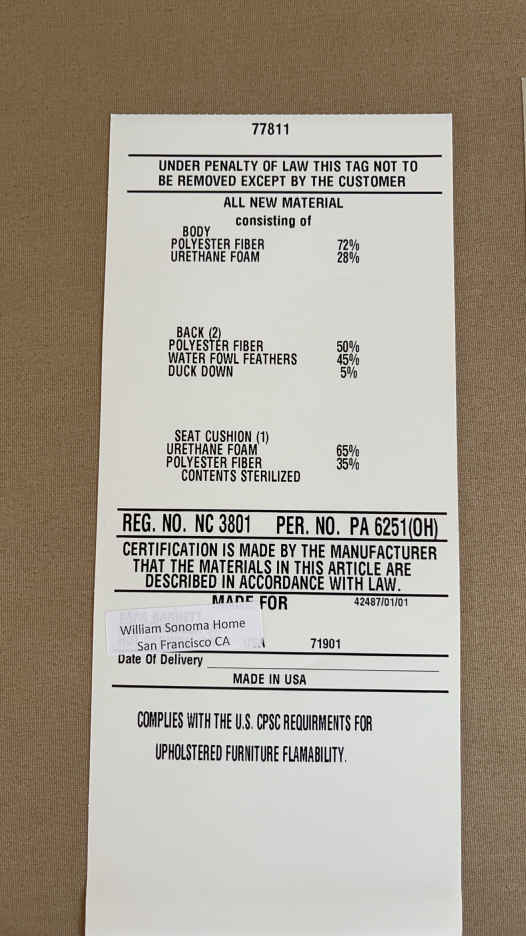 77811
UNDER PENALTY OF LAW THIS TAG NOT TO
BE REMOVED EXCEPT BY THE CUSTOMER
ALL NEW MATERIAL
consisting of
BODY
POLYESTER FIBER 72%
URETHANE FOAM 28%
BACK (2)
POLYESTER FIBER 50%
WATER FOWL FEATHERS 45%
DUCK DOWN 5%
SEAT CUSHION (1)
URETHANE FOAM 65%
POLYESTER FIBER 35%
CONTENTS STERILIZED
REG. NO. NC 3801 PER. NO. PA 6251(OH)
CERTIFICATION IS MADE BY THE MANUFACTURER
THAT THE MATERIALS IN THIS ARTICLE ARE
DESCRIBED IN ACCORDANCE WITH LAW.
MADE FOR 42487/01/01
William Sonoma Home
San Francisco CA USA 71901
Date Of Delivery
MADE IN USA
COMPLIES WITH THE U.S. CPSC REQUIRMENTS FOR
UPHOLSTERED FURNITURE FLAMABILITY.